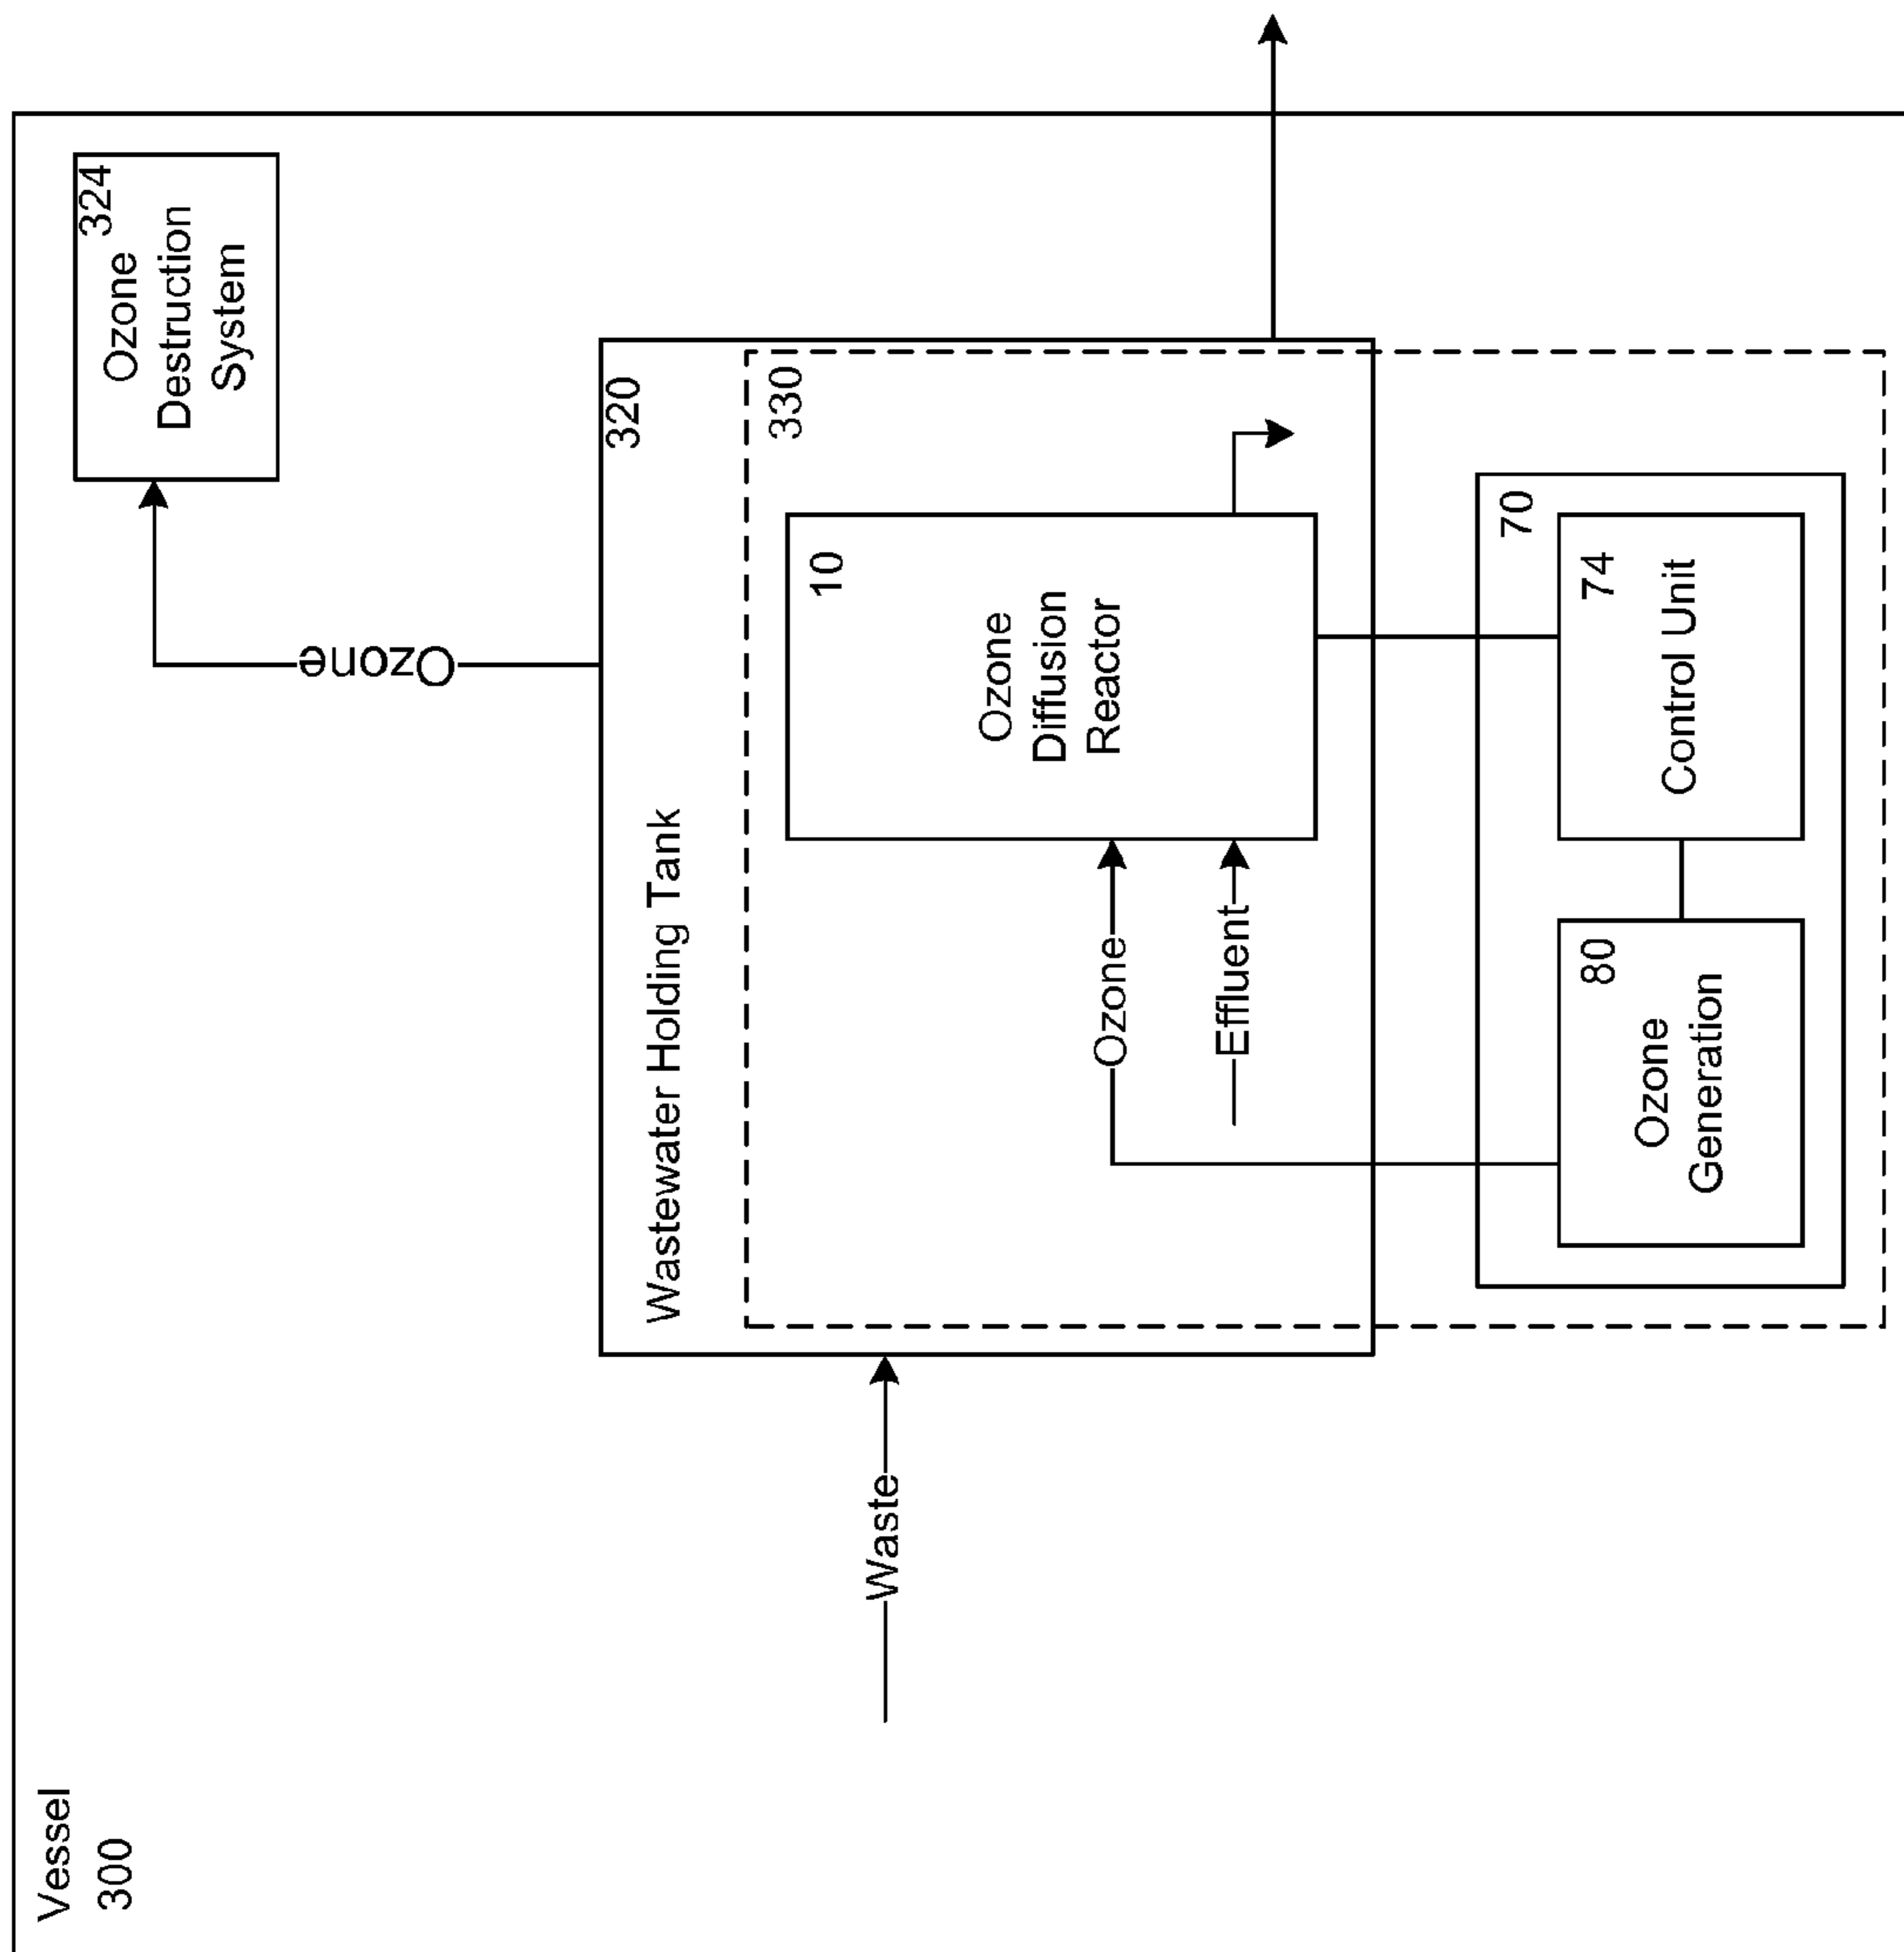 Vessel
300
Ozone
Destruction
System
324
Ozone
320
Wastewater Holding Tank
330
Waste
10
Ozone
Diffusion
Reactor
Ozone
Effluent
70
80
Ozone
Generation
74
Control Unit